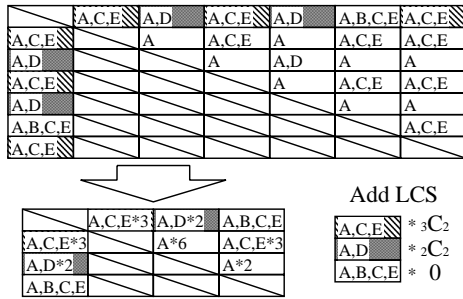 A,C,E A,D A,C,E A,D A,B,C,E A,C,E
A,C,E A A,C,E A A,C,E A,C,E
A,D A A,D A A
A,C,E A A,C,E A,C,E
A,D A A
A,B,C,E A,C,E
A,C,E
A,C,E*3 A,D*2 A,B,C,E
A,C,E*3 A*6 A,C,E*3
A,D*2 A*2
A,B,C,E
Add LCS
A,C,E * ₃C₂
A,D * ₂C₂
A,B,C,E * 0